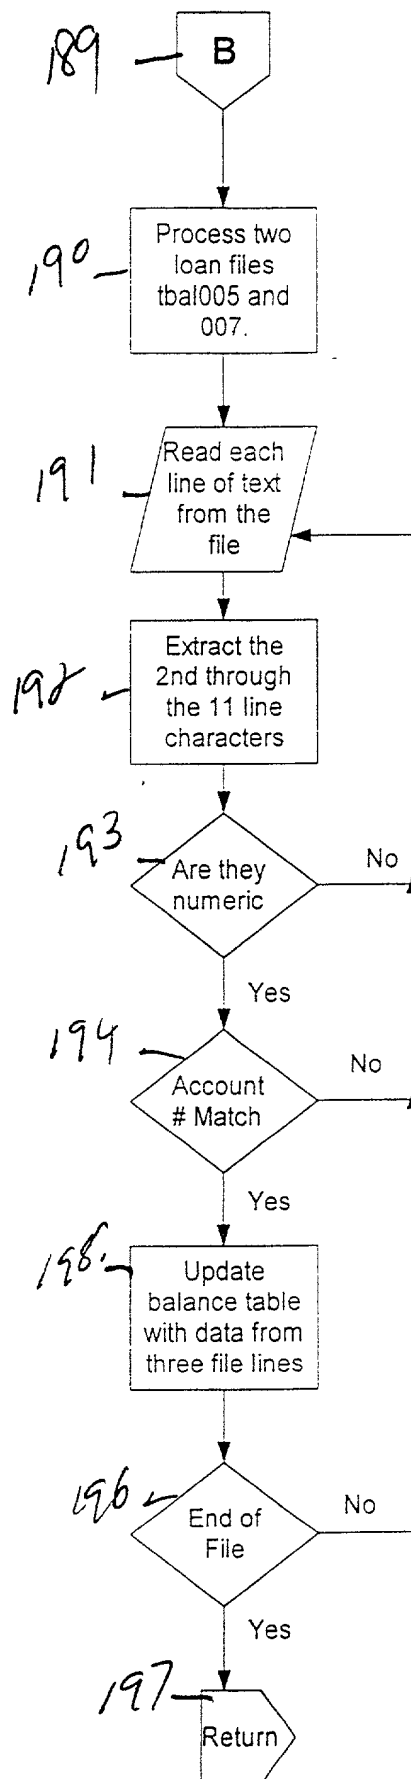 189
B
190
Process two
loan files
tbal005 and
007.
191
Read each
line of text
from the
file
192
Extract the
2nd through
the 11 line
characters
193
Are they
numeric
No
Yes
194
Account
# Match
No
Yes
198.
Update
balance table
with data from
three file lines
196
End of
File
No
Yes
197
Return